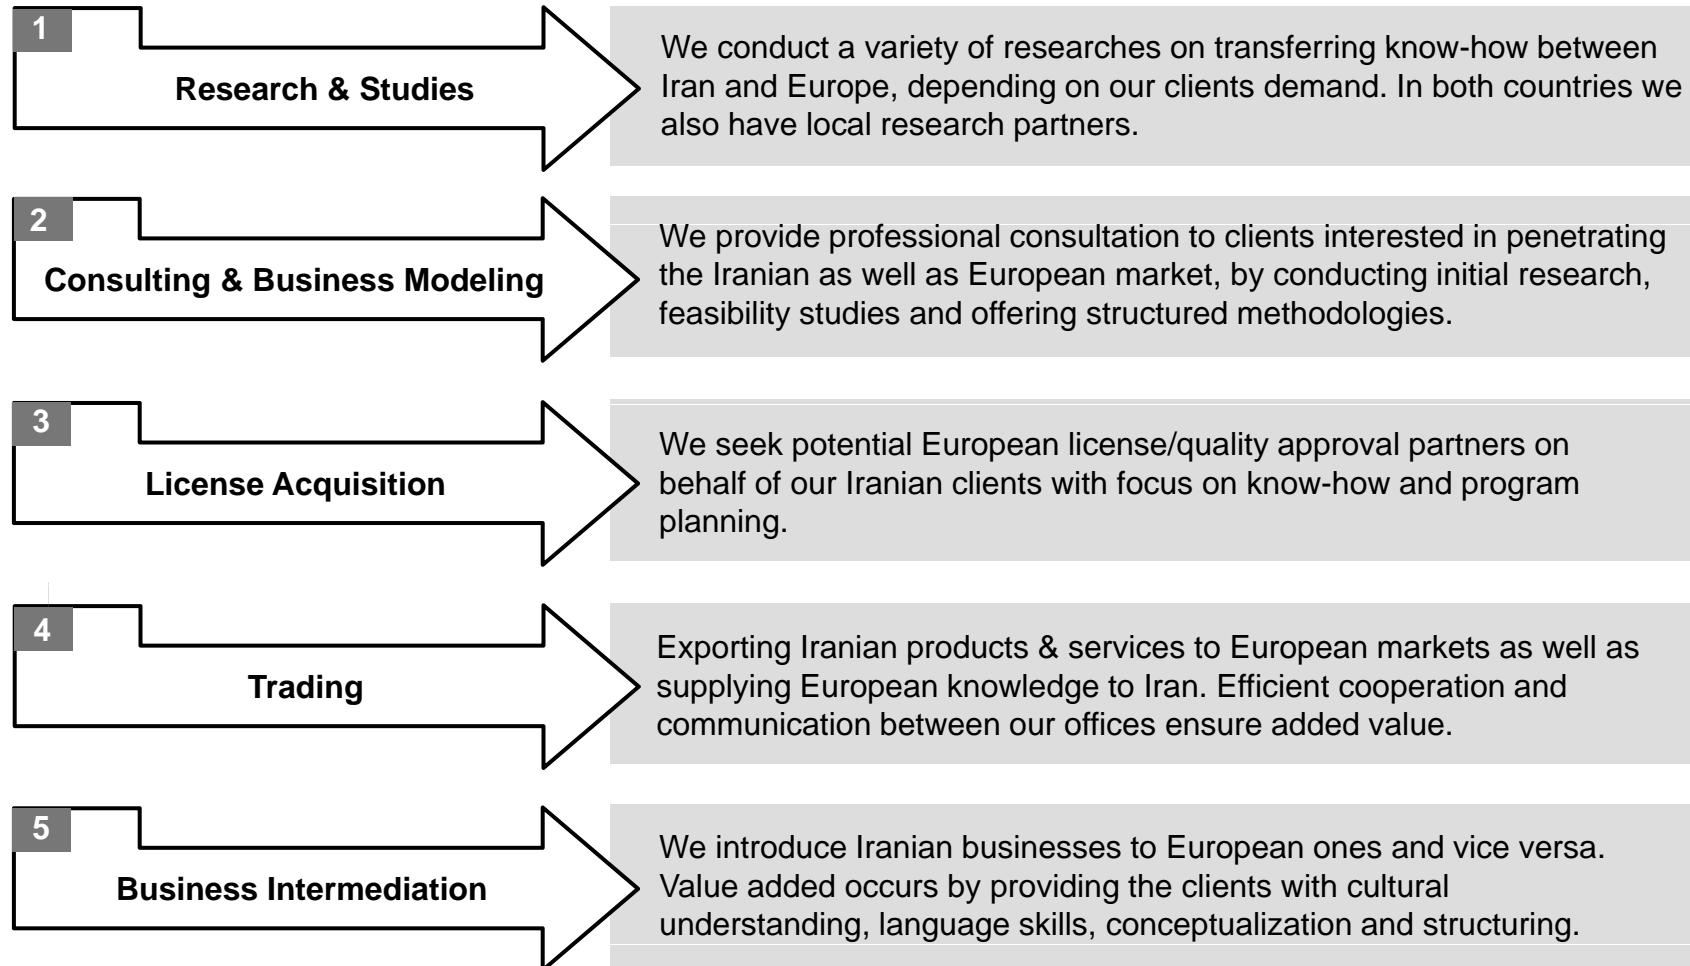 1
Research & Studies
We conduct a variety of researches on transferring know-how between
Iran and Europe, depending on our clients demand. In both countries we
also have local research partners.
2
Consulting & Business Modeling
We provide professional consultation to clients interested in penetrating
the Iranian as well as European market, by conducting initial research,
feasibility studies and offering structured methodologies.
3
License Acquisition
We seek potential European license/quality approval partners on
behalf of our Iranian clients with focus on know-how and program
planning.
4
Trading
Exporting Iranian products & services to European markets as well as
supplying European knowledge to Iran. Efficient cooperation and
communication between our offices ensure added value.
5
Business Intermediation
We introduce Iranian businesses to European ones and vice versa.
Value added occurs by providing the clients with cultural
understanding, language skills, conceptualization and structuring.